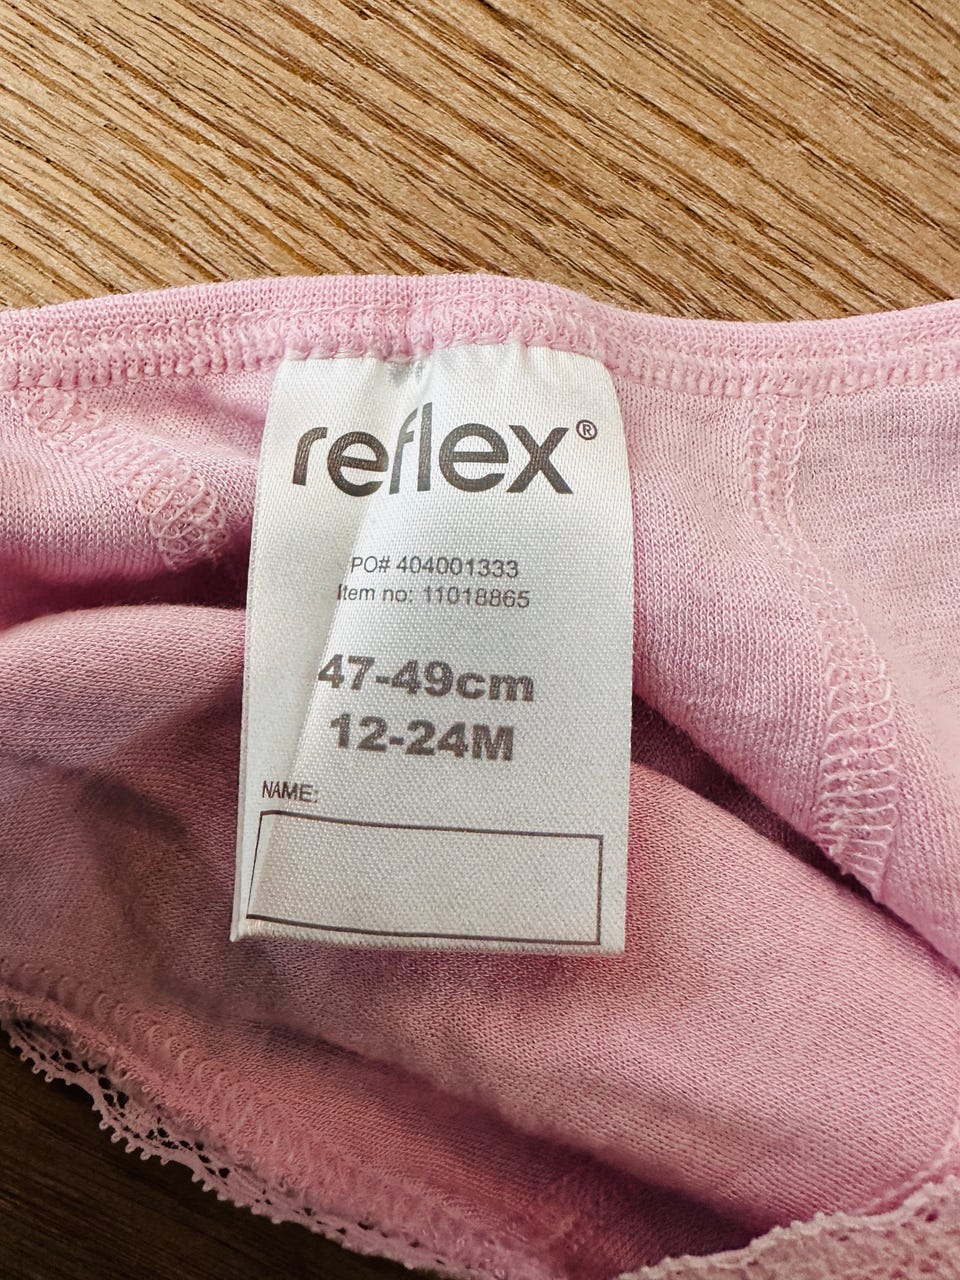 reflex®
PO# 404001333
Item no: 11018865
47-49cm
12-24M
NAME: